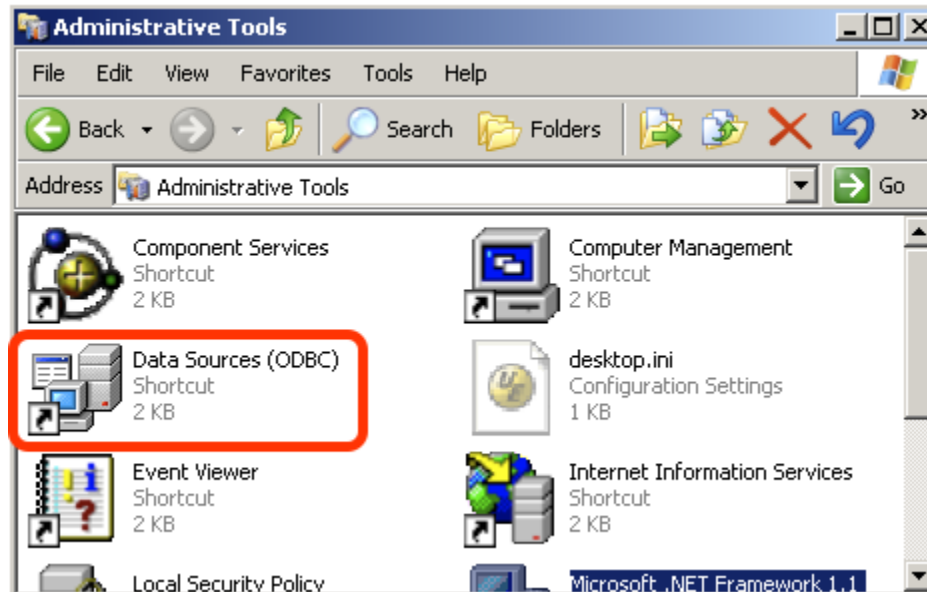 Administrative Tools
File Edit View Favorites Tools Help
Back Search Folders »
Address Administrative Tools Go
Component Services
Shortcut
2 KB
Computer Management
Shortcut
2 KB
Data Sources (ODBC)
Shortcut
2 KB
desktop.ini
Configuration Settings
1 KB
Event Viewer
Shortcut
2 KB
Internet Information Services
Shortcut
2 KB
Local Security Policy
Microsoft .NET Framework 1.1